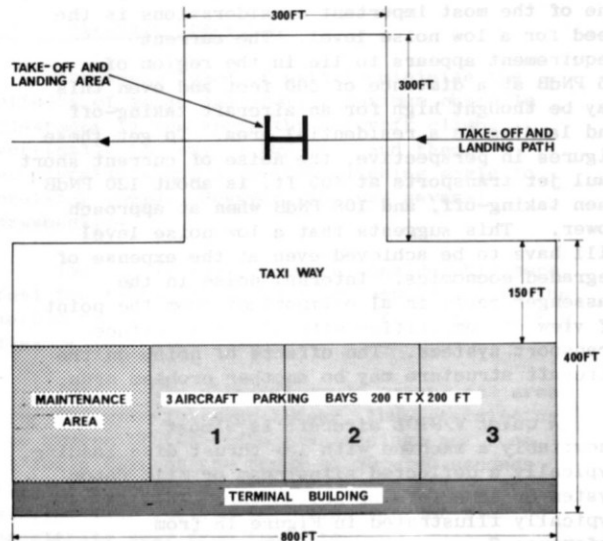 300FT
TAKE-OFF AND
LANDING AREA
300FT
H
TAKE-OFF AND
LANDING PATH
TAXI WAY
150FT
400FT
MAINTENANCE
AREA
3 AIRCRAFT PARKING BAYS 200 FT X 200 FT
1
2
3
TERMINAL BUILDING
800FT